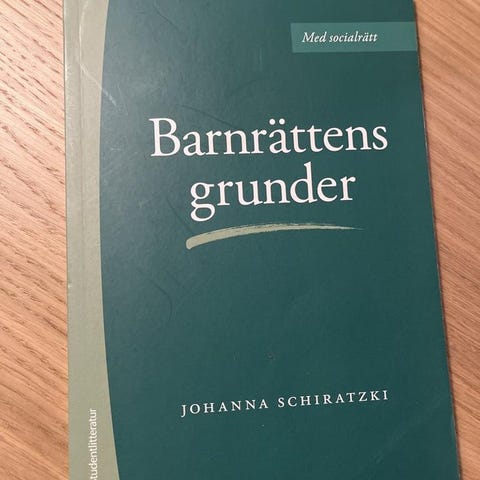 Med socialrätt
Barnrättens
grunder
JOHANNA SCHIRATZKI
studentlitteratur